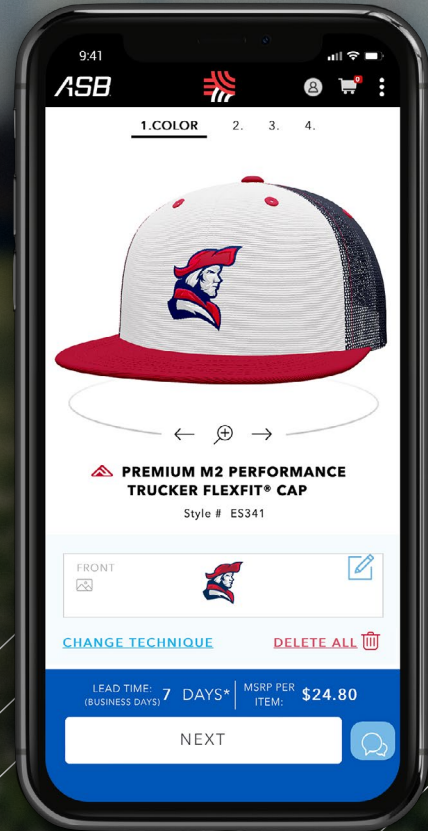 9:41
ASB
0
1.COLOR 2. 3. 4.
PREMIUM M2 PERFORMANCE
TRUCKER FLEXFIT® CAP
Style # ES341
FRONT
CHANGE TECHNIQUE DELETE ALL
LEAD TIME: (BUSINESS DAYS) 7 DAYS* MSRP PER ITEM: $24.80
NEXT